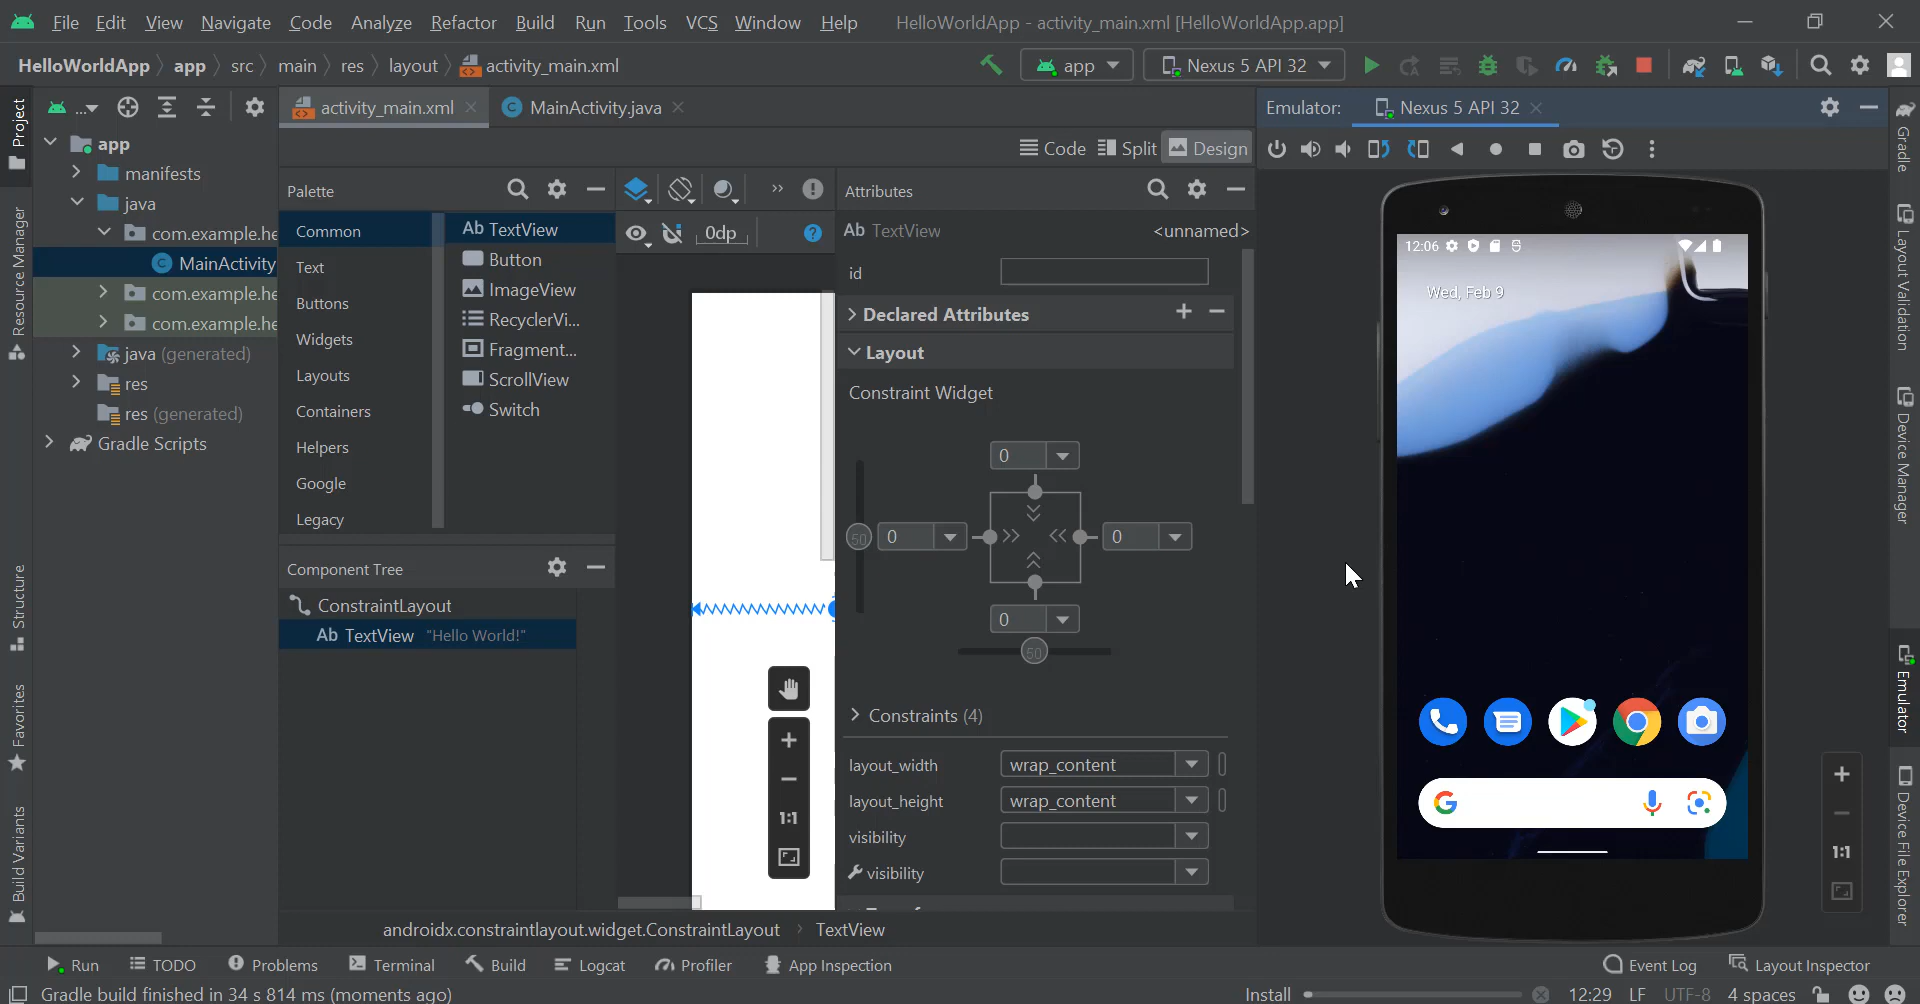 File Edit View Navigate Code Analyze Refactor Build Run Tools VCS Window Help HelloWorldApp - activity_main.xml [HelloWorldApp.app]
HelloWorldApp app src main res layout activity_main.xml app Nexus 5 API 32
Project
Resource Manager
Structure
Favorites
Build Variants
...
app
manifests
java
com.example.he
MainActivity
com.example.he
com.example.he
java (generated)
res
res (generated)
Gradle Scripts
activity_main.xml MainActivity.java
Code Split Design
Palette
Common
Text
Buttons
Widgets
Layouts
Containers
Helpers
Google
Legacy
Ab TextView
Button
ImageView
RecyclerVi...
Fragment...
ScrollView
Switch
Component Tree
ConstraintLayout
Ab TextView "Hello World!"
0dp
1:1
Attributes
Ab TextView <unnamed>
id
Declared Attributes
Layout
Constraint Widget
0
50 0 0
0
50
Constraints (4)
layout_width wrap_content
layout_height wrap_content
visibility
visibility
androidx.constraintlayout.widget.ConstraintLayout TextView
Emulator: Nexus 5 API 32
12:06
Wed, Feb 9
1:1
Gradle
Layout Validation
Device Manager
Emulator
Device File Explorer
Run TODO Problems Terminal Build Logcat Profiler App Inspection Event Log Layout Inspector
Gradle build finished in 34 s 814 ms (moments ago) Install 12:29 LF UTF-8 4 spaces